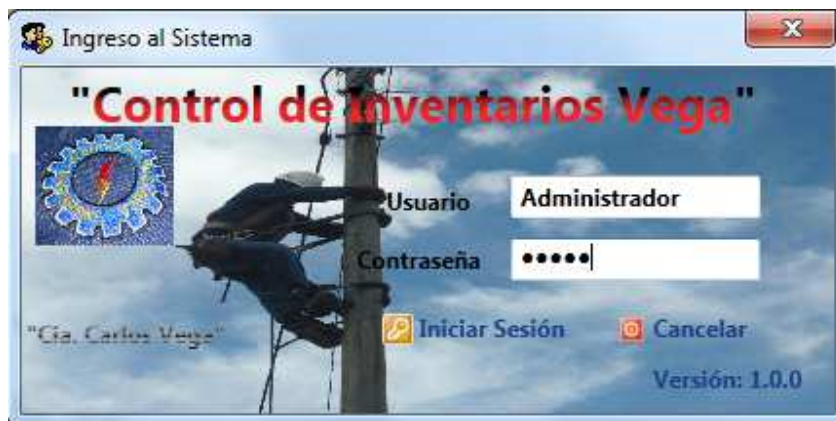 Ingreso al Sistema
"Control de Inventarios Vega"
Usuario Administrador
Contraseña •••••
"Cia. Carlos Vega"
Iniciar Sesión Cancelar
Versión: 1.0.0